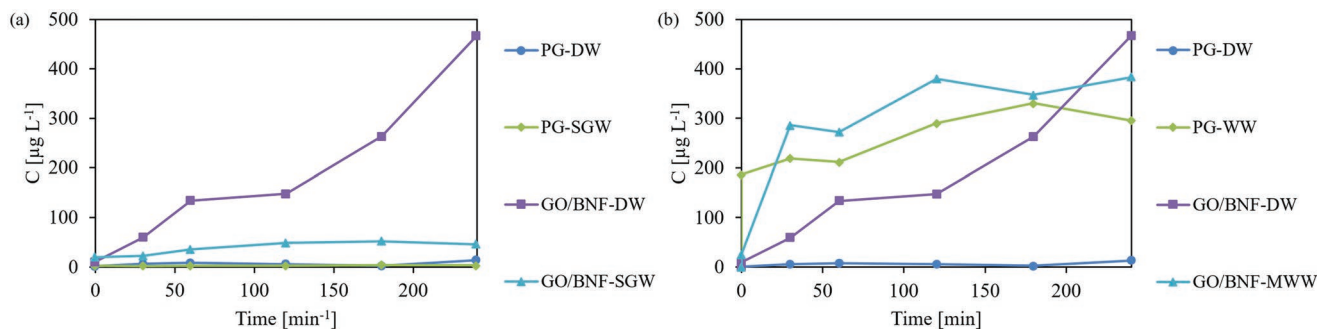 (a)
500
400
300
200
100
0
C [µg L-1]
0 50 100 150 200
Time [min-1]
PG-DW
PG-SGW
GO/BNF-DW
GO/BNF-SGW
(b)
500
400
300
200
100
0
C [µg L-1]
0 50 100 150 200
Time [min]
PG-DW
PG-WW
GO/BNF-DW
GO/BNF-MWW